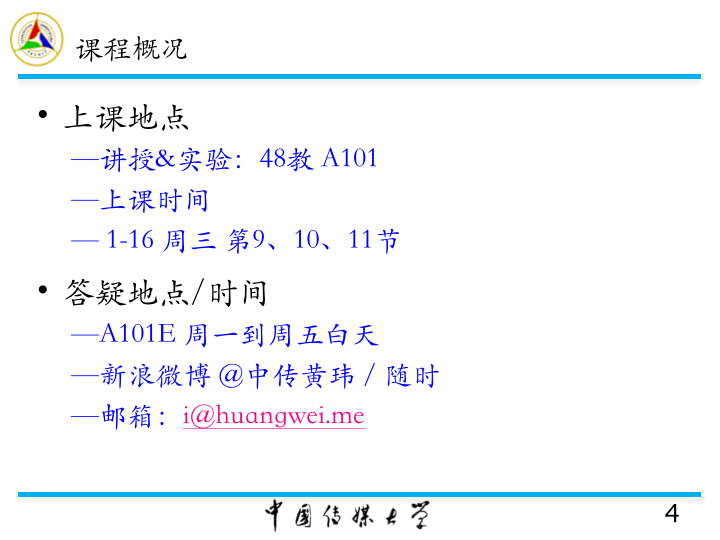 课程概况
• 上课地点
—讲授&实验：48教 A101
—上课时间
— 1-16 周三 第9、10、11节
• 答疑地点/时间
—A101E 周一到周五白天
—新浪微博 @中传黄玮 / 随时
—邮箱：i@huangwei.me
中国传媒大学
4